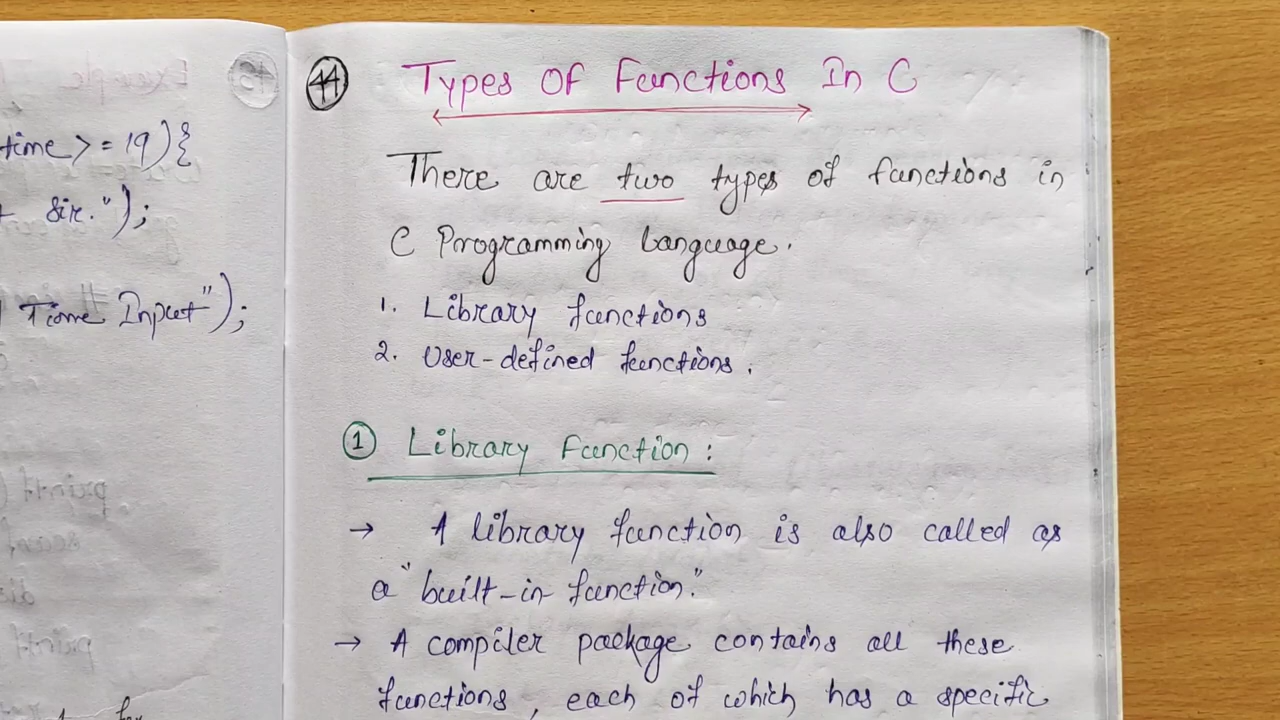 time >= 19){
sir.");
Time Input");
44
Types Of Functions In C
There are two types of functions in
C Programming Language.
1. Library functions
2. User-defined functions.
1 Library Function:
→ A library function is also called as
a "built-in function."
→ A compiler package contains all these
functions, each of which has a specific